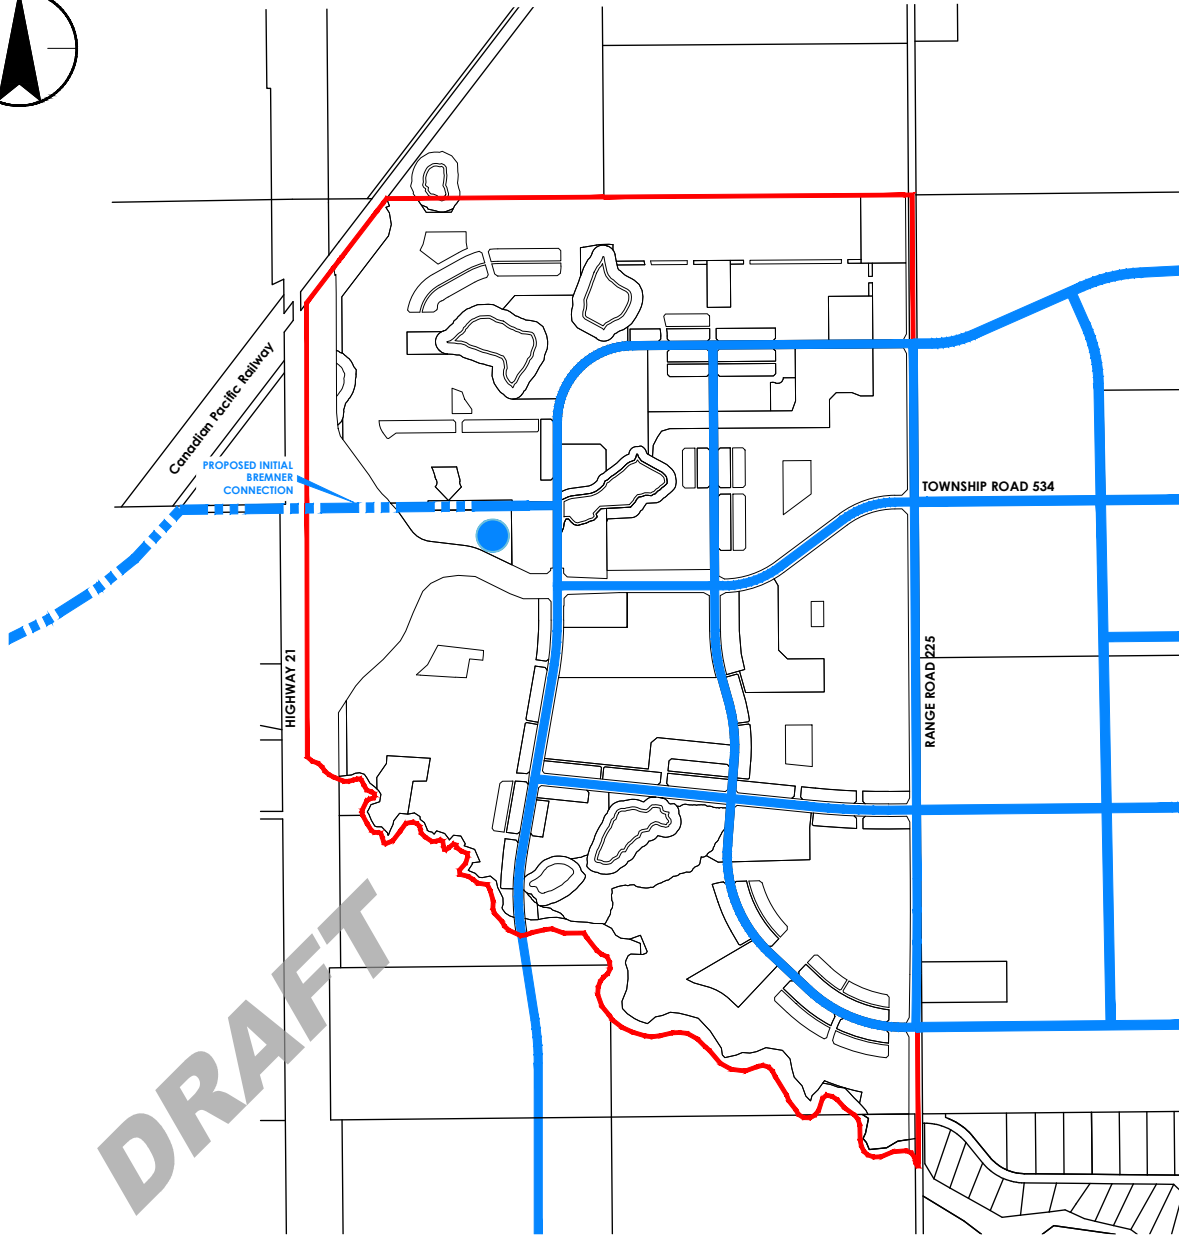 Canadian Pacific Railway
PROPOSED INITIAL
BREMNER
CONNECTION
TOWNSHIP ROAD 534
HIGHWAY 21
RANGE ROAD 225
DRAFT